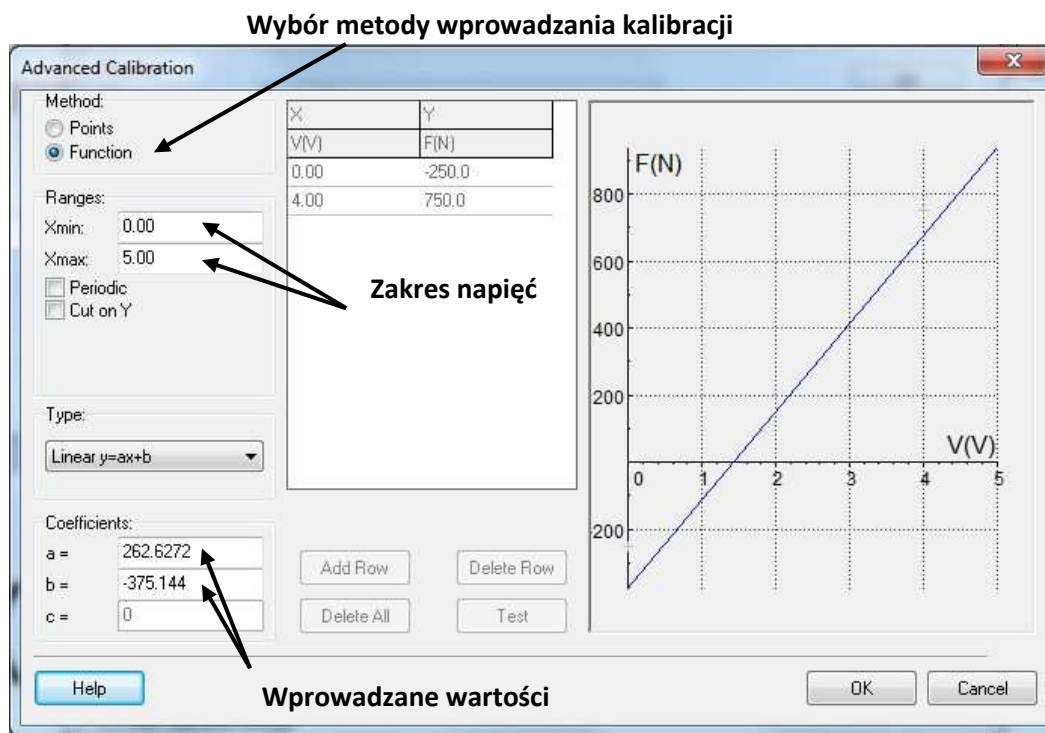 Wybór metody wprowadzania kalibracji
Advanced Calibration
Method:
Points
Function
Ranges:
Xmin: 0.00
Xmax: 5.00
Periodic
Cut on Y
Type:
Linear y=ax+b
Coefficients:
a = 262.6272
b = -375.144
c = 0
X Y
V(V) F(N)
0.00 -250.0
4.00 750.0
Zakres napięć
Add Row Delete Row
Delete All Test
F(N)
800
600
400
200
V(V)
0 1 2 3 4 5
200
Help
Wprowadzane wartości
OK Cancel